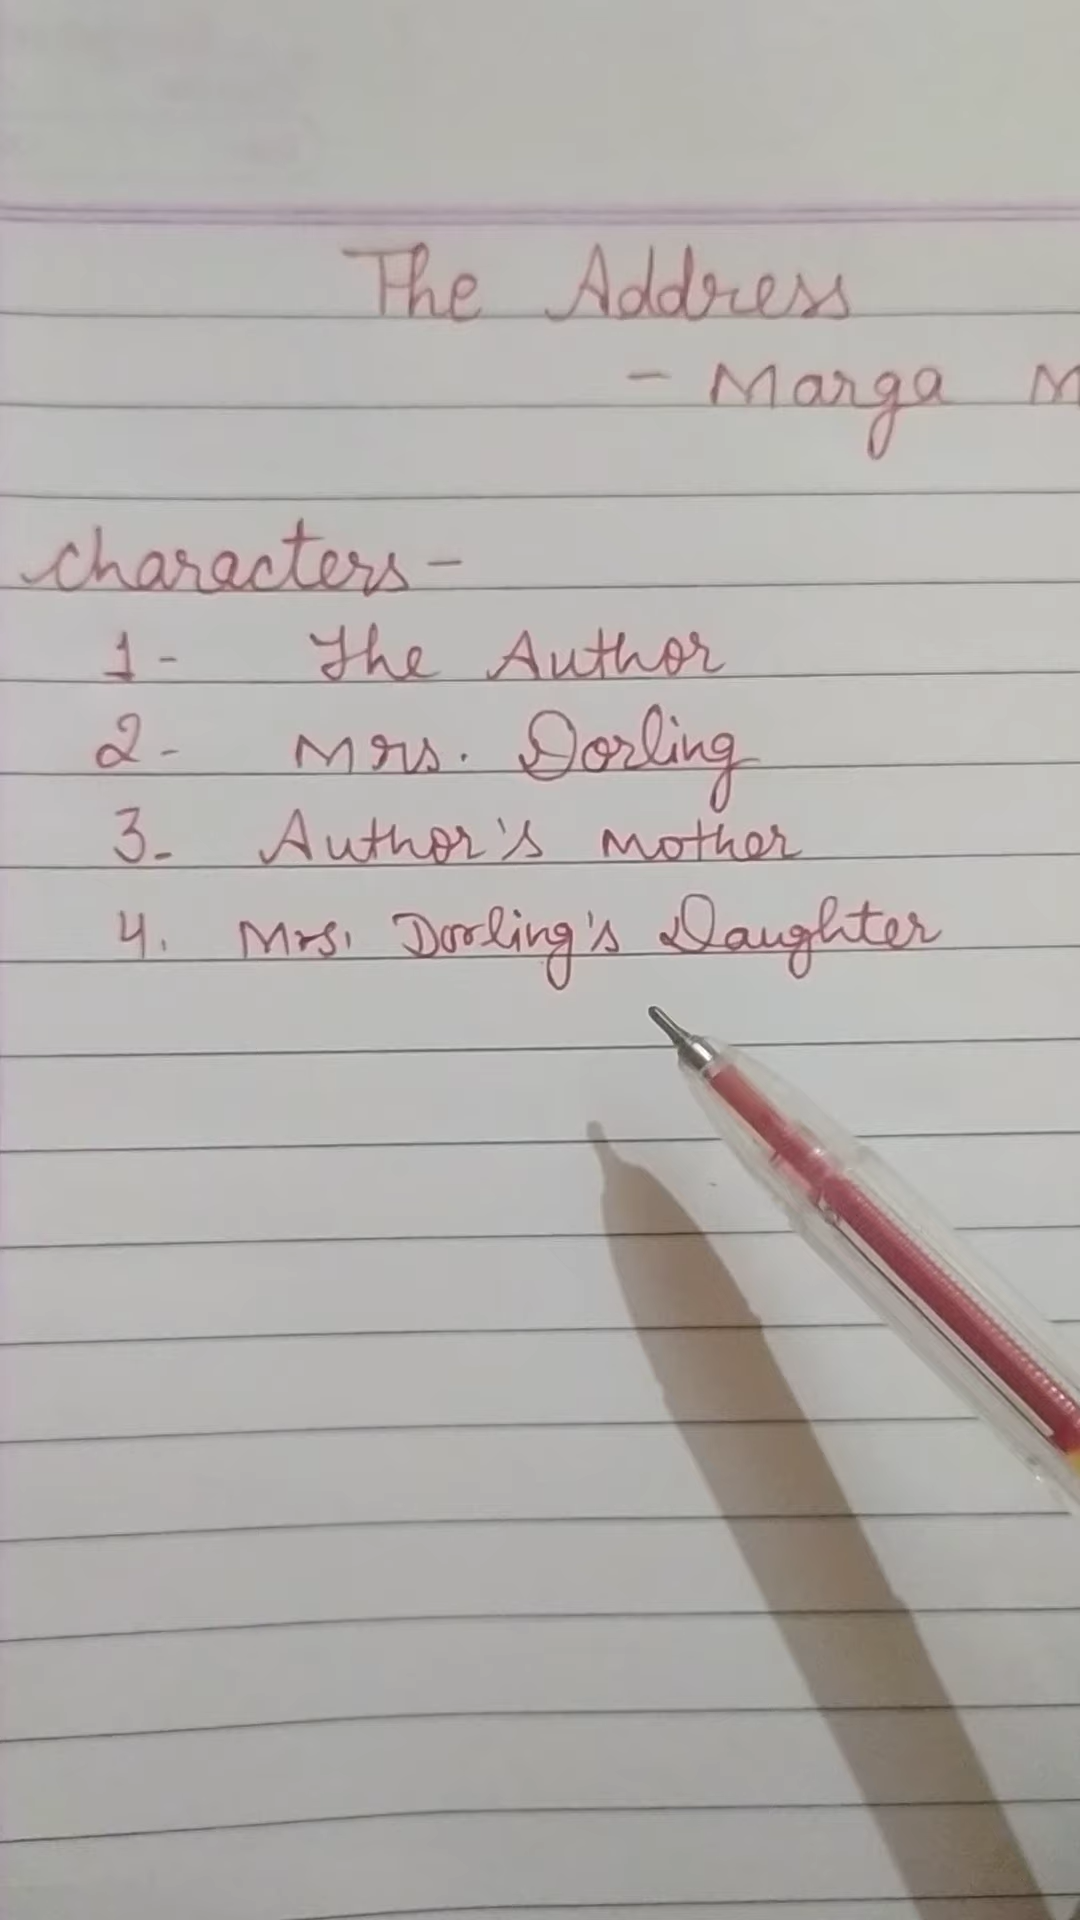 The Address
- Marga M
Characters -
1- The Author
2- Mrs. Dorling
3- Author's Mother
4. Mrs. Dorling's Daughter